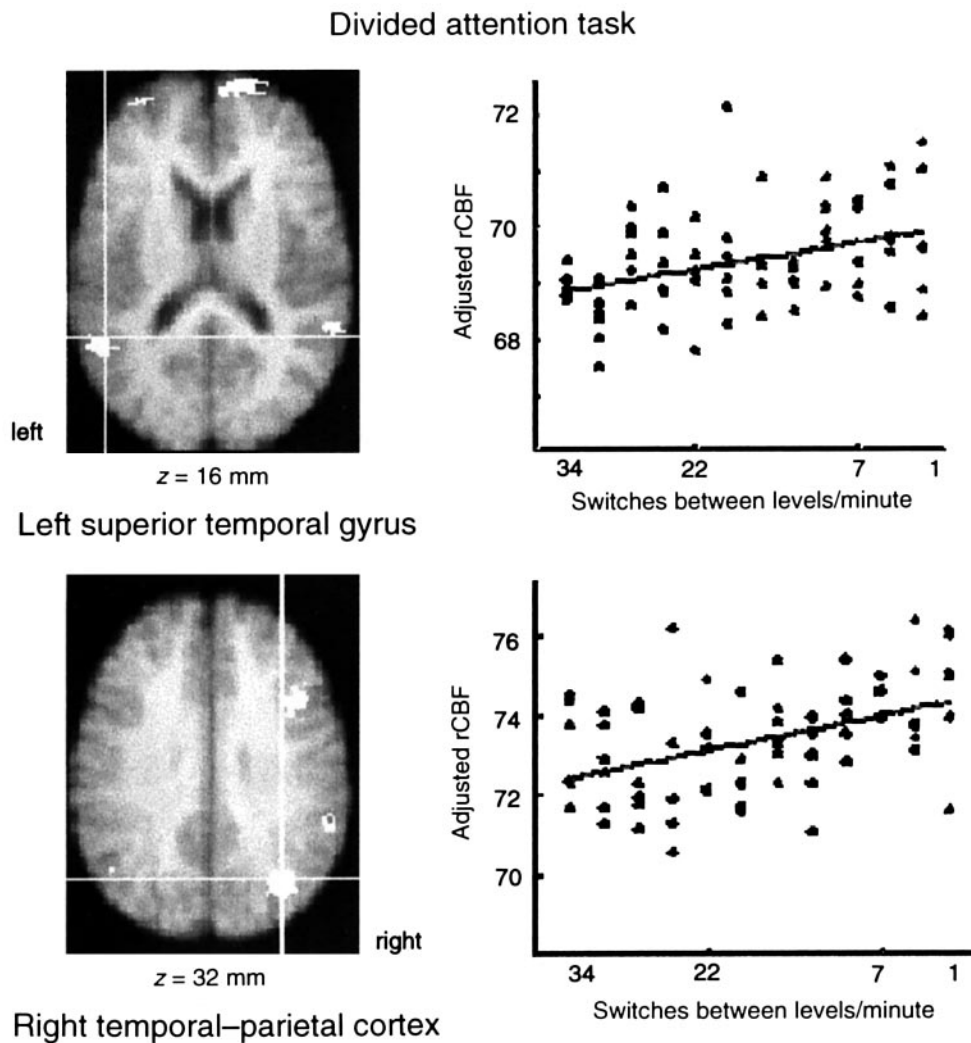 Divided attention task
left
z = 16 mm
Left superior temporal gyrus
72
70
68
Adjusted rCBF
34 22 7 1
Switches between levels/minute
right
z = 32 mm
Right temporal–parietal cortex
76
74
72
70
Adjusted rCBF
34 22 7 1
Switches between levels/minute